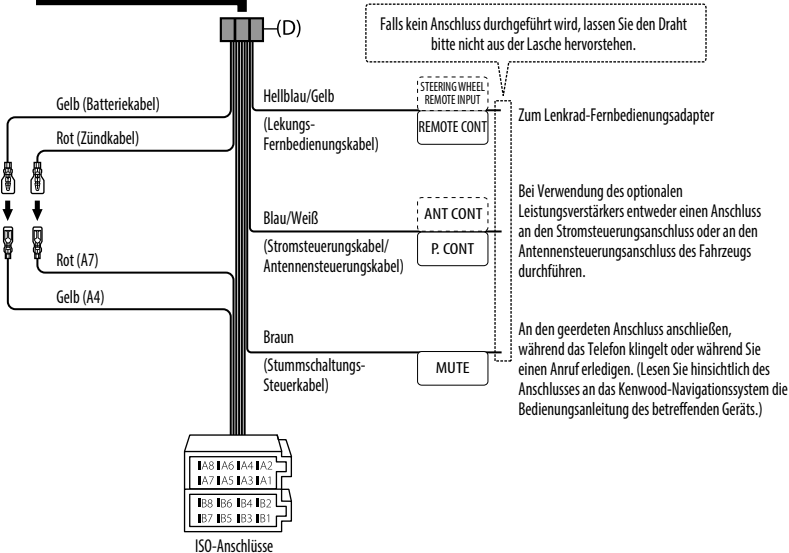 (D)
Falls kein Anschluss durchgeführt wird, lassen Sie den Draht
bitte nicht aus der Lasche hervorstehen.
Gelb (Batteriekabel)
Rot (Zündkabel)
Rot (A7)
Gelb (A4)
Hellblau/Gelb
(Lekungs-
Fernbedienungskabel)
STEERING WHEEL
REMOTE INPUT
REMOTE CONT
Zum Lenkrad-Fernbedienungsadapter
Blau/Weiß
(Stromsteuerungskabel/
Antennensteuerungskabel)
ANT CONT
P. CONT
Bei Verwendung des optionalen
Leistungsverstärkers entweder einen Anschluss
an den Stromsteuerungsanschluss oder an den
Antennensteuerungsanschluss des Fahrzeugs
durchführen.
Braun
(Stummschaltungs-
Steuerkabel)
MUTE
An den geerdeten Anschluss anschließen,
während das Telefon klingelt oder während Sie
einen Anruf erledigen. (Lesen Sie hinsichtlich des
Anschlusses an das Kenwood-Navigationssystem die
Bedienungsanleitung des betreffenden Geräts.)
A8 A6 A4 A2
A7 A5 A3 A1
B8 B6 B4 B2
B7 B5 B3 B1
ISO-Anschlüsse